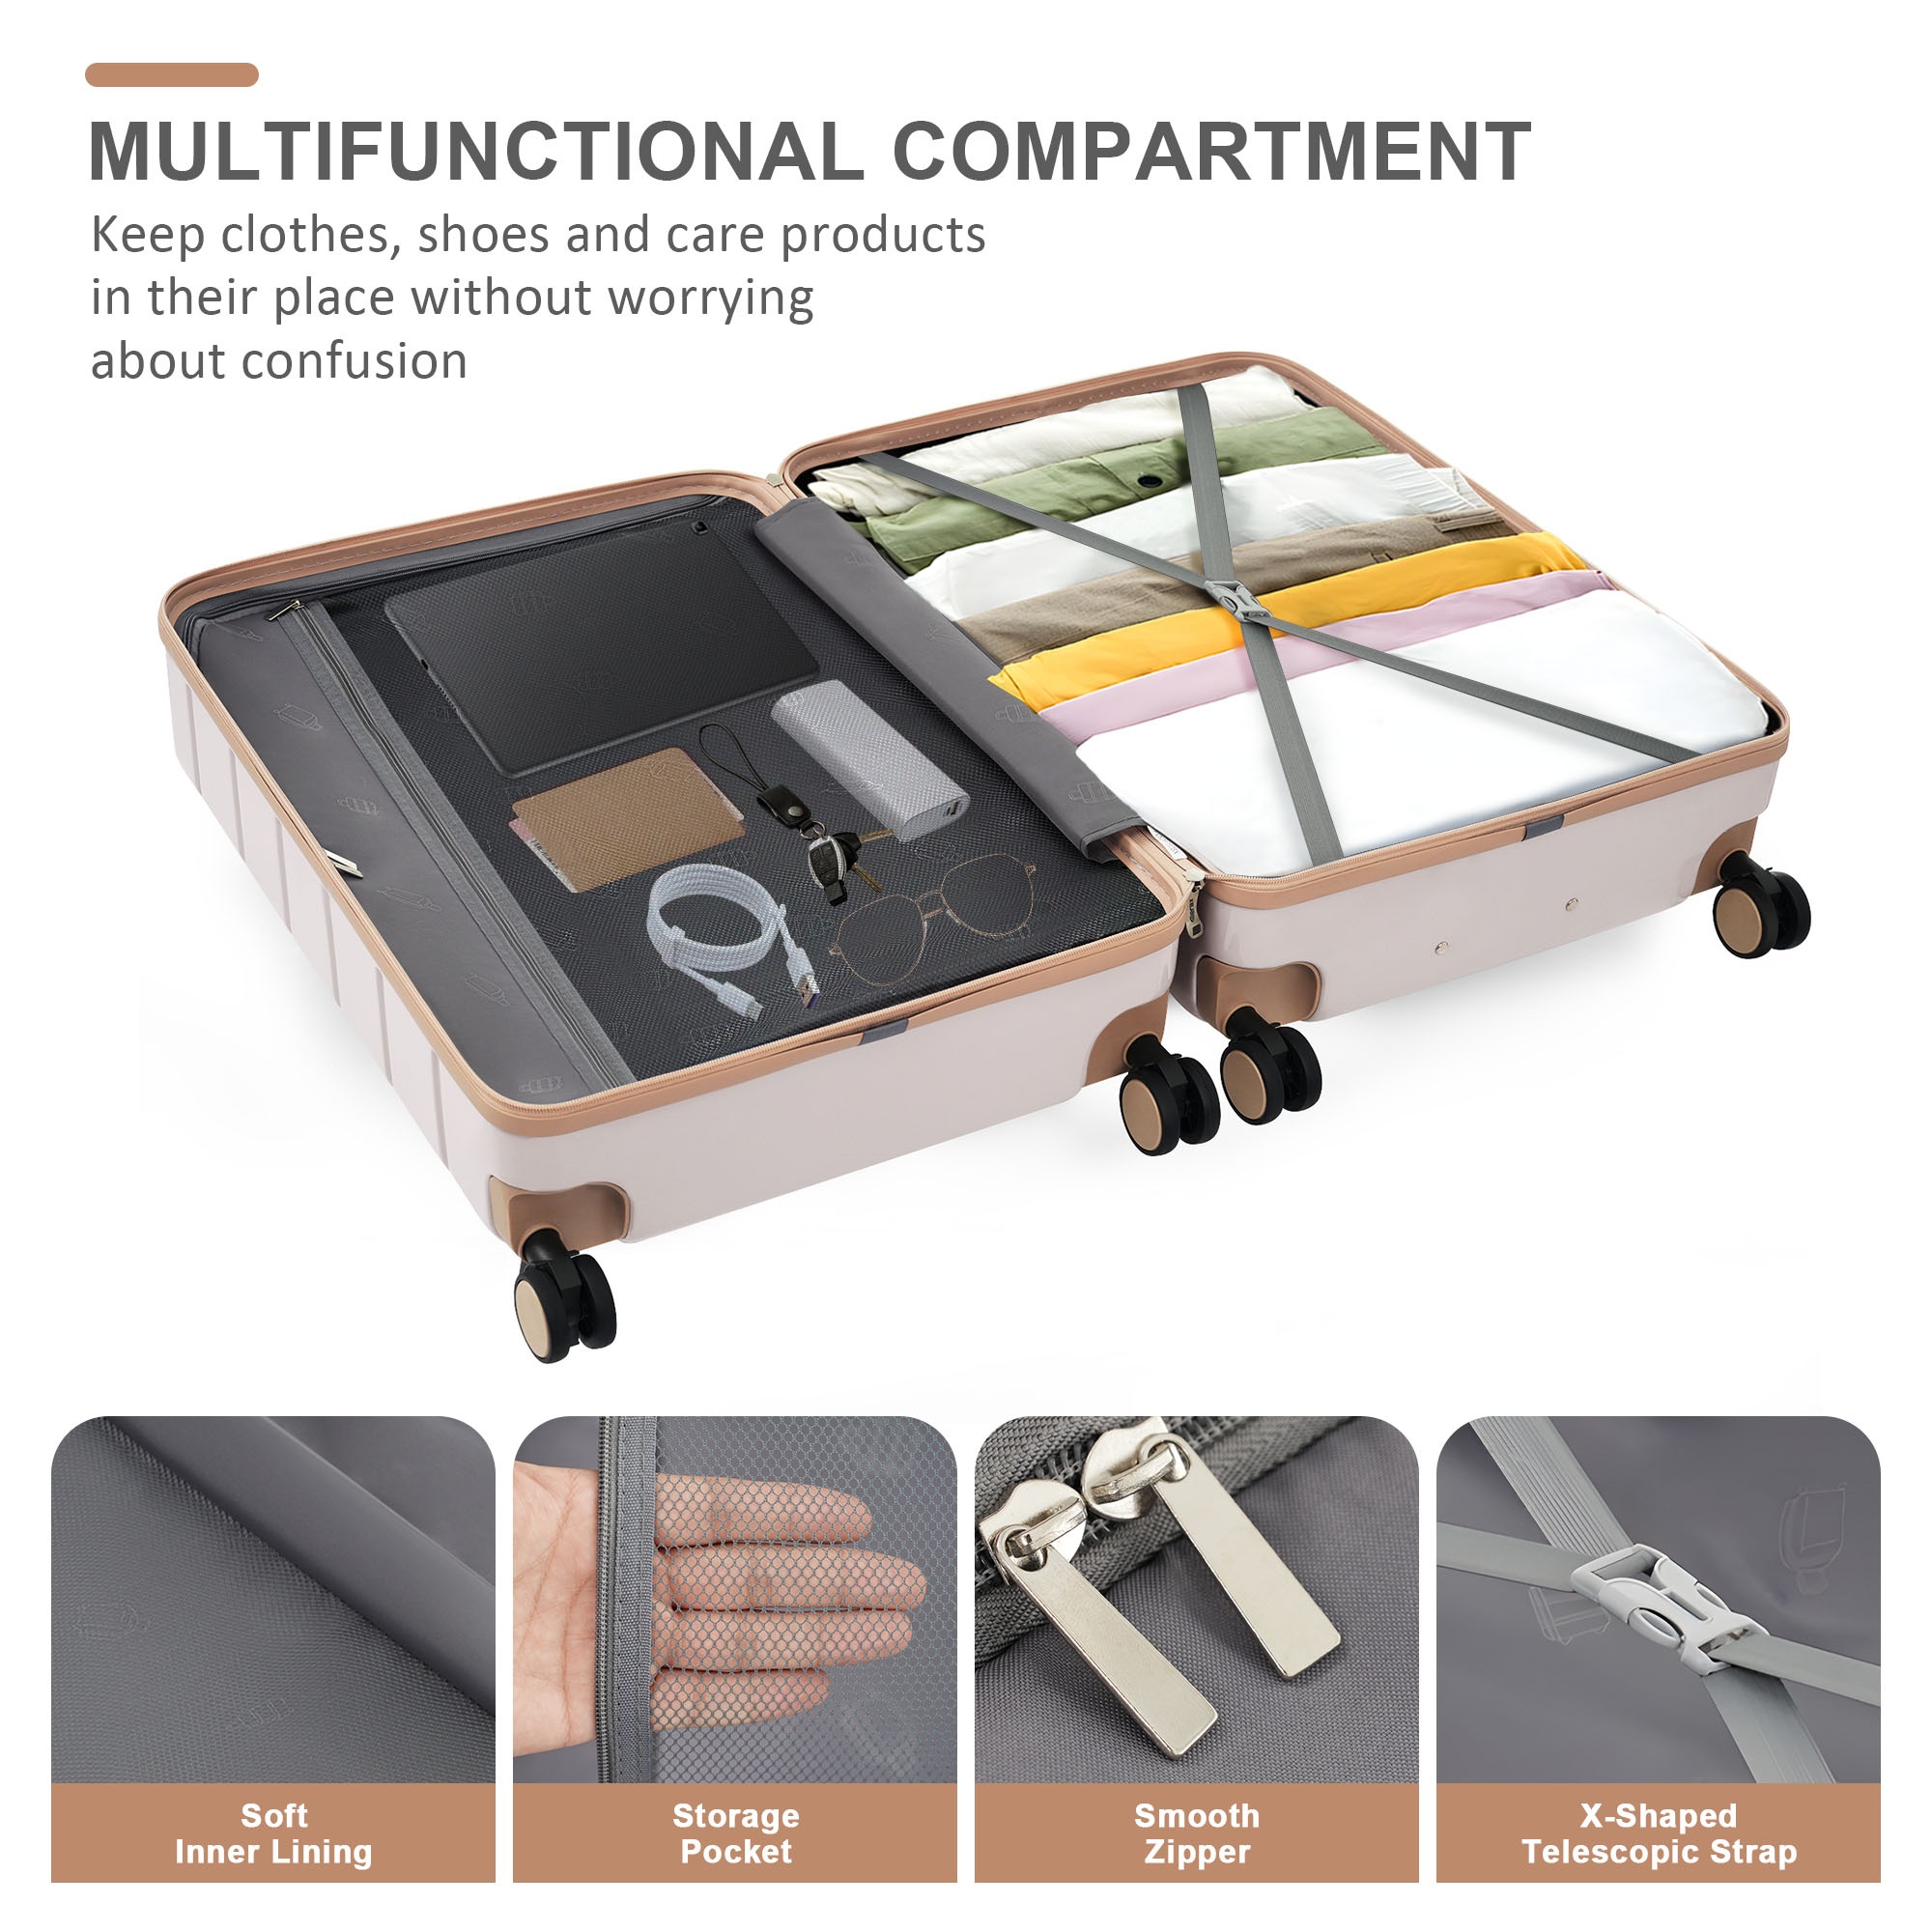 MULTIFUNCTIONAL COMPARTMENT
Keep clothes, shoes and care products
in their place without worrying
about confusion
Soft
Inner Lining
Storage
Pocket
Smooth
Zipper
X-Shaped
Telescopic Strap